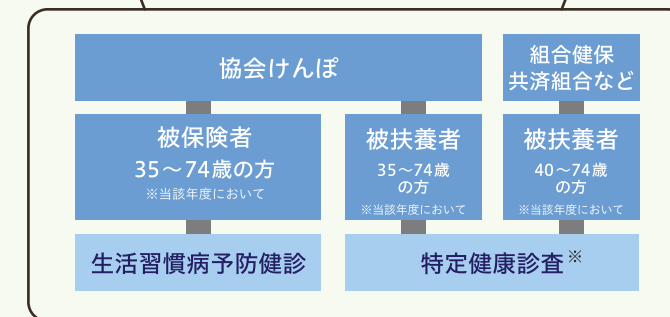 協会けんぽ
組合健保
共済組合など
被保険者
35～74歳の方
※当該年度において
被扶養者
35～74歳
の方
※当該年度において
被扶養者
40～74歳
の方
※当該年度において
生活習慣病予防健診
特定健康診査※